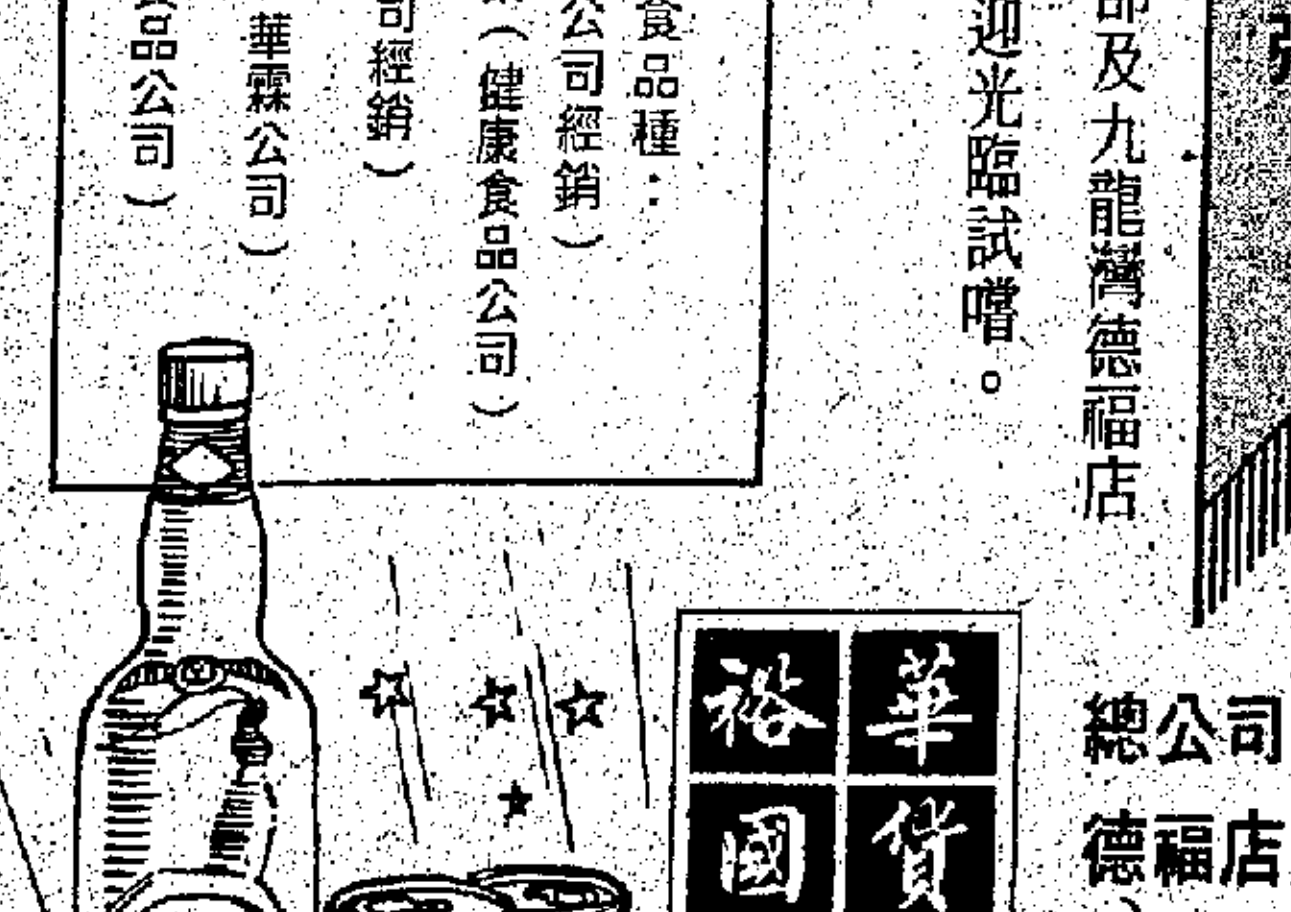 部及九龍灣德福店
迎光臨試嚐。
食品種：
公司經銷）
（健康食品公司）
司經銷）
華霖公司）
食品公司）
裕華
國貨
總公司
德福店